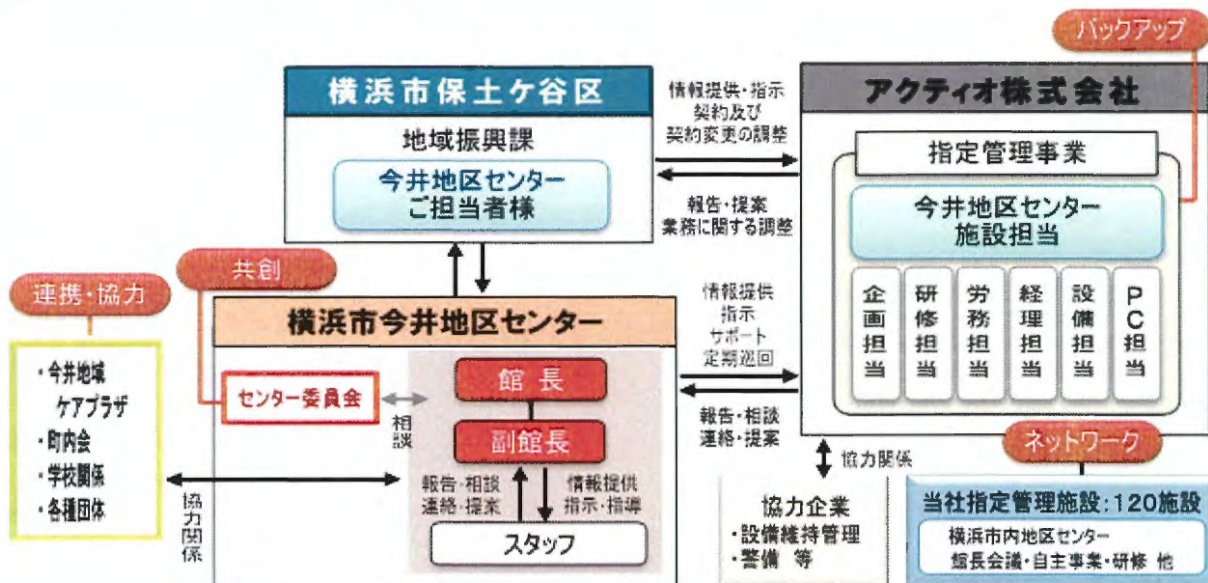 バックアップ
横浜市保土ケ谷区
地域振興課
今井地区センター
ご担当者様
情報提供・指示
契約及び
契約変更の調整
報告・提案
業務に関する調整
アクティオ株式会社
指定管理事業
今井地区センター
施設担当
企画担当
研修担当
労務担当
経理担当
設備担当
PC担当
共創
連携・協力
・今井地域
ケアプラザ
・町内会
・学校関係
・各種団体
協力関係
横浜市今井地区センター
センター委員会
相談
館長
副館長
報告・相談
連絡・提案
情報提供
指示・指導
スタッフ
情報提供
指示
サポート
定期巡回
報告・相談
連絡・提案
協力関係
協力企業
・設備維持管理
・警備 等
ネットワーク
当社指定管理施設:120施設
横浜市内地区センター
館長会議・自主事業・研修 他